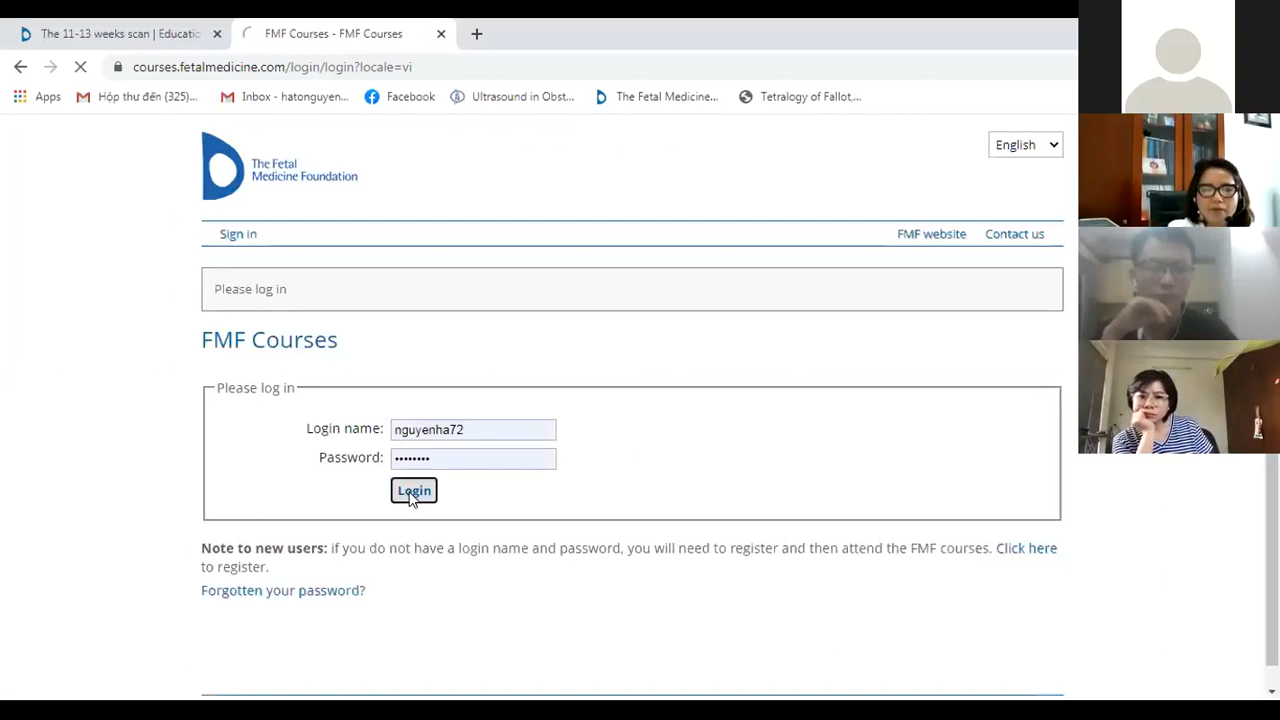 The 11-13 weeks scan | Educatio
FMF Courses - FMF Courses
courses.fetalmedicine.com/login/login?locale=vi
Apps
Hộp thư đến (325)...
Inbox - hatonguyen...
Facebook
Ultrasound in Obst...
The Fetal Medicine...
Tetralogy of Fallot,...
The Fetal
Medicine Foundation
English
Sign in
FMF website
Contact us
Please log in
FMF Courses
Please log in
Login name: nguyenha72
Password: ••••••••
Login
Note to new users: if you do not have a login name and password, you will need to register and then attend the FMF courses. Click here
to register.
Forgotten your password?